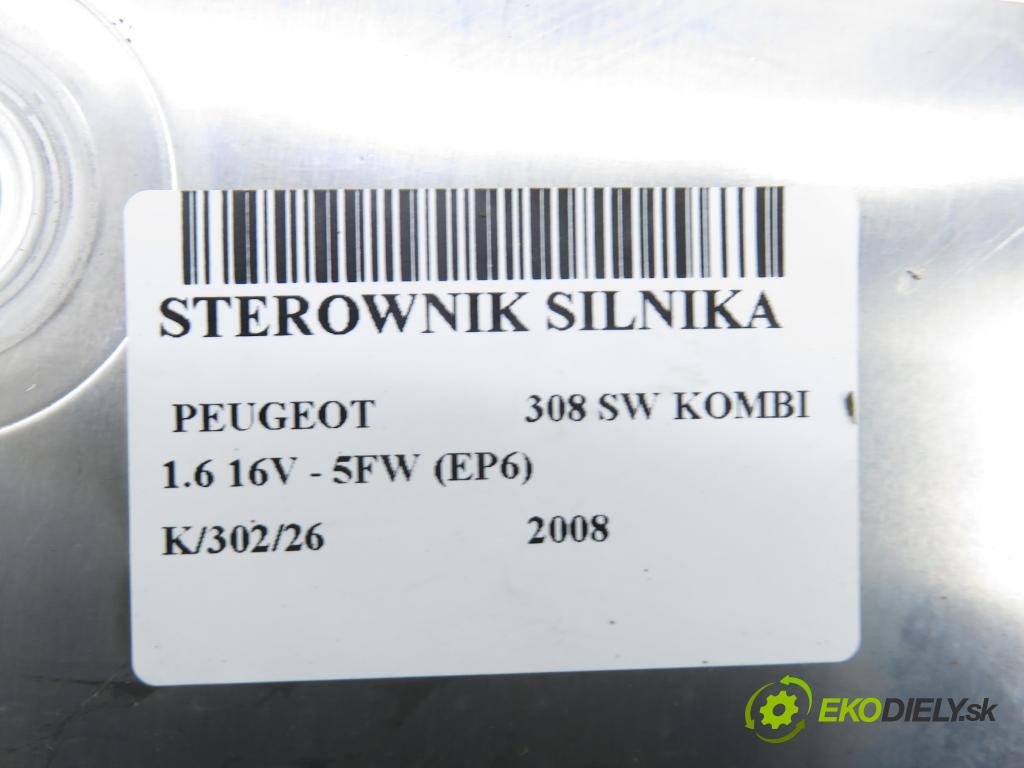 STEROWNIK SILNIKA
PEUGEOT 308 SW KOMBI
1.6 16V - 5FW (EP6)
K/302/26 2008
EKODIELY.sk